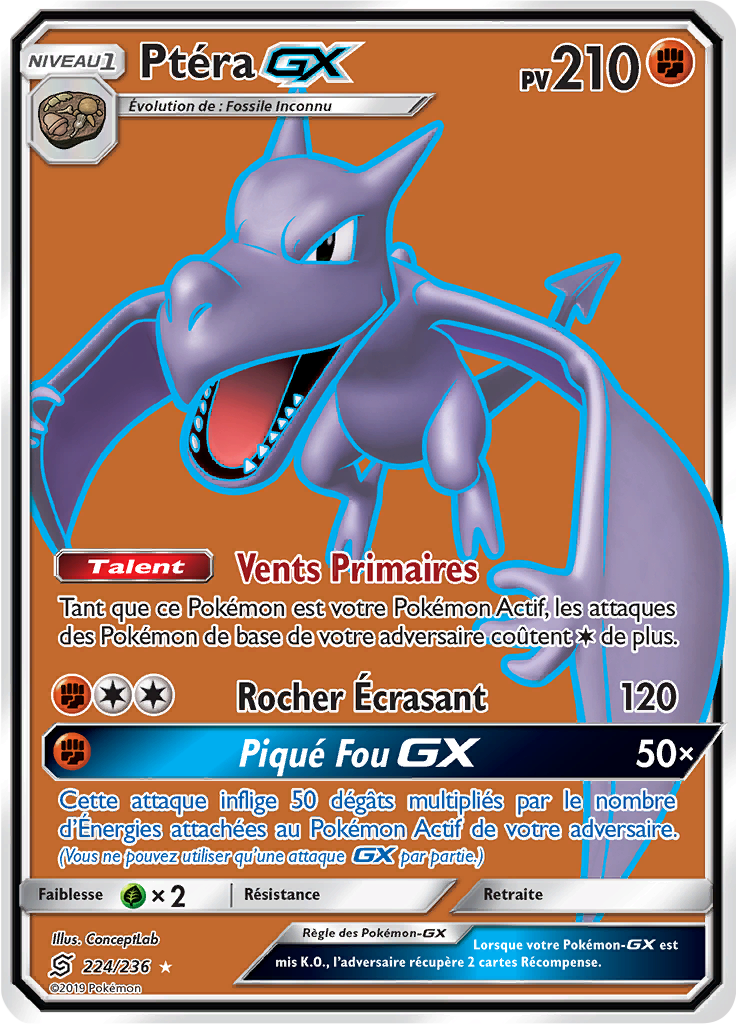 NIVEAU1 Ptéra GX PV210
Évolution de : Fossile Inconnu
Talent Vents Primaires
Tant que ce Pokémon est votre Pokémon Actif, les attaques
des Pokémon de base de votre adversaire coûtent de plus.
Rocher Écrasant 120
Piqué Fou GX 50×
Cette attaque inflige 50 dégâts multipliés par le nombre
d'Énergies attachées au Pokémon Actif de votre adversaire.
(Vous ne pouvez utiliser qu'une attaque GX par partie.)
Faiblesse ×2 Résistance Retraite
Illus. ConceptLab
224/236 ★
©2019 Pokémon
Règle des Pokémon-GX
Lorsque votre Pokémon-GX est
mis K.O., l'adversaire récupère 2 cartes Récompense.